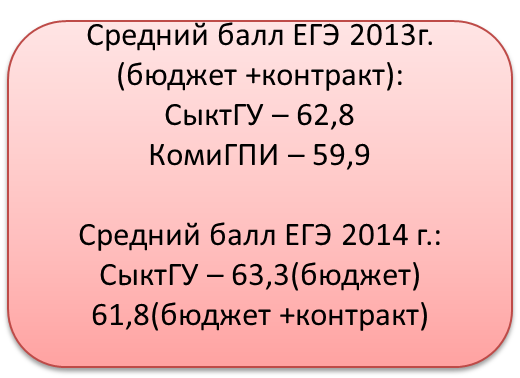 Средний балл ЕГЭ 2013г.
(бюджет +контракт):
СыктГУ – 62,8
КомиГПИ – 59,9
Средний балл ЕГЭ 2014 г.:
СыктГУ – 63,3(бюджет)
61,8(бюджет +контракт)